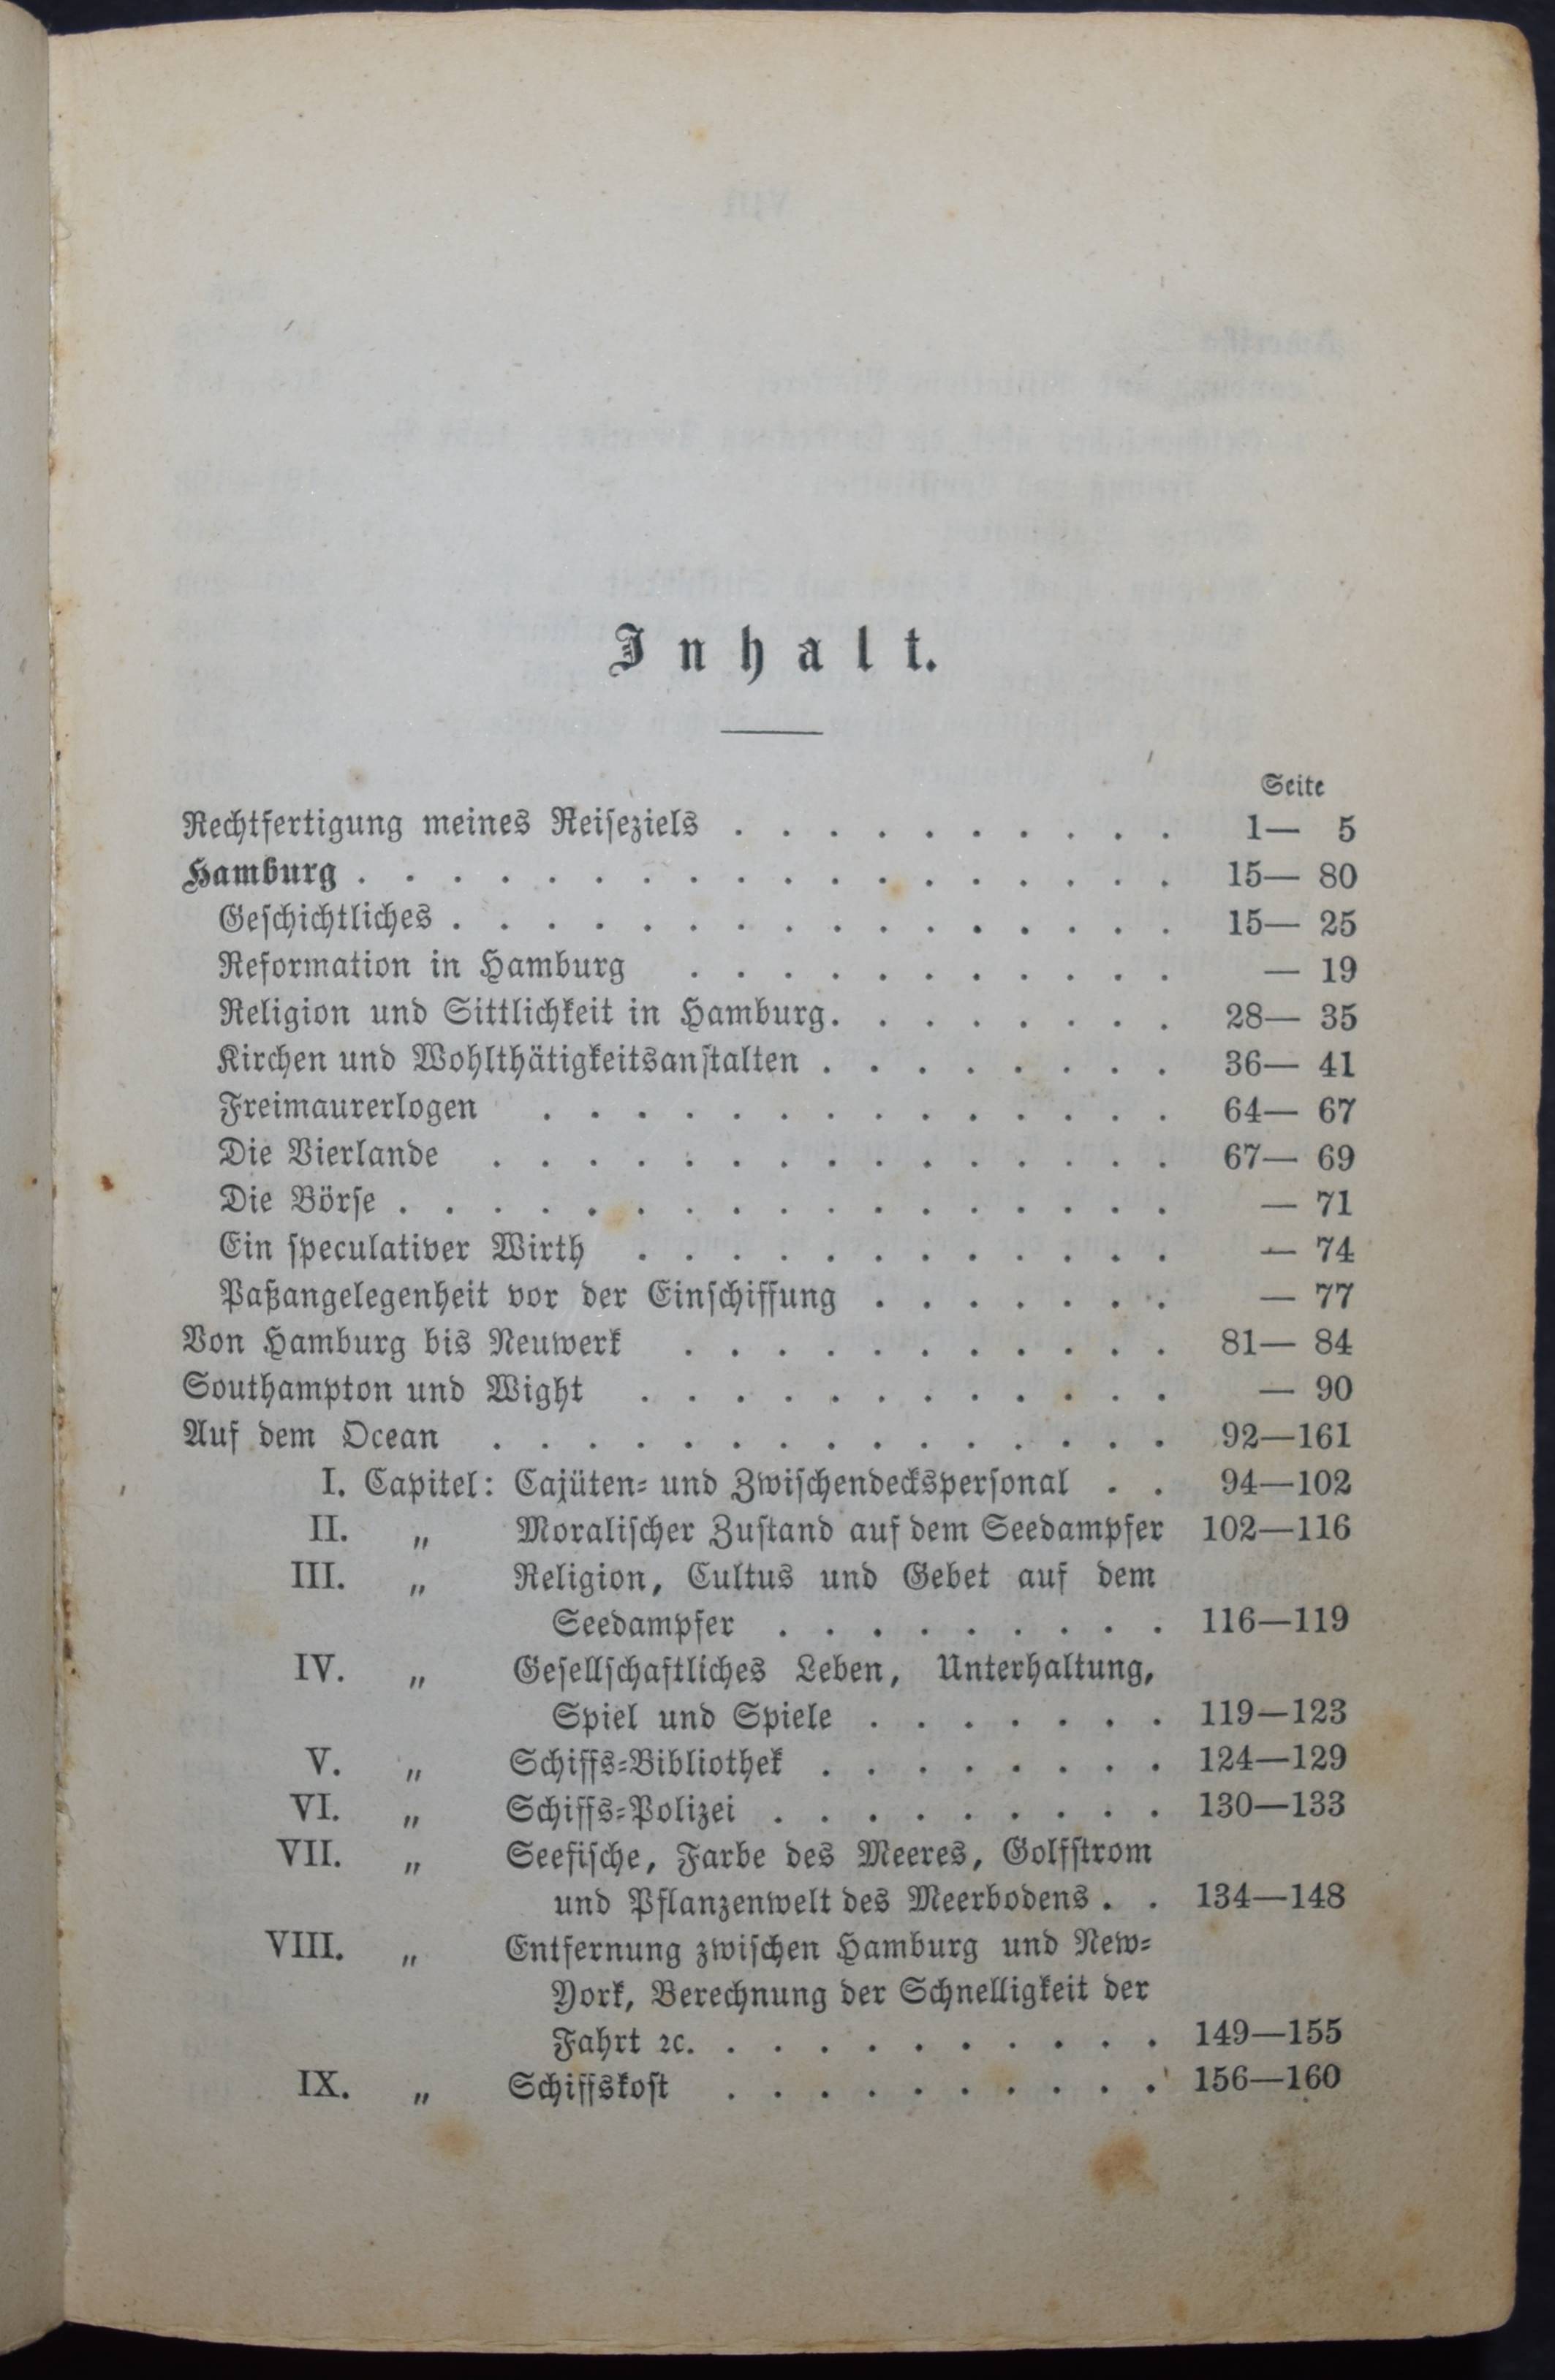 Inhalt.
Seite
Rechtfertigung meines Reiseziels . . . . . . . . . . 1— 5
Hamburg . . . . . . . . . . . . . . . . . . 15— 80
Geschichtliches . . . . . . . . . . . . . . . . 15— 25
Reformation in Hamburg . . . . . . . . . . . — 19
Religion und Sittlichkeit in Hamburg. . . . . . . . 28— 35
Kirchen und Wohlthätigkeitsanstalten . . . . . . . . 36— 41
Freimaurerlogen . . . . . . . . . . . . . . 64— 67
Die Vierlande . . . . . . . . . . . . . . . 67— 69
Die Börse . . . . . . . . . . . . . . . . . — 71
Ein speculativer Wirth . . . . . . . . . . . . — 74
Paßangelegenheit vor der Einschiffung . . . . . . . — 77
Von Hamburg bis Neuwerk . . . . . . . . . . . 81— 84
Southampton und Wight . . . . . . . . . . . . — 90
Auf dem Ocean . . . . . . . . . . . . . . . 92—161
I. Capitel: Cajüten- und Zwischendeckspersonal . . 94—102
II. „ Moralischer Zustand auf dem Seedampfer 102—116
III. „ Religion, Cultus und Gebet auf dem
Seedampfer . . . . . . . . . 116—119
IV. „ Gesellschaftliches Leben, Unterhaltung,
Spiel und Spiele . . . . . . . 119—123
V. „ Schiffs-Bibliothek . . . . . . . . 124—129
VI. „ Schiffs-Polizei . . . . . . . . . 130—133
VII. „ Seefische, Farbe des Meeres, Golfstrom
und Pflanzenwelt des Meerbodens . . 134—148
VIII. „ Entfernung zwischen Hamburg und New-
York, Berechnung der Schnelligkeit der
Fahrt ꝛc. . . . . . . . . . . 149—155
IX. „ Schiffskost . . . . . . . . . . 156—160